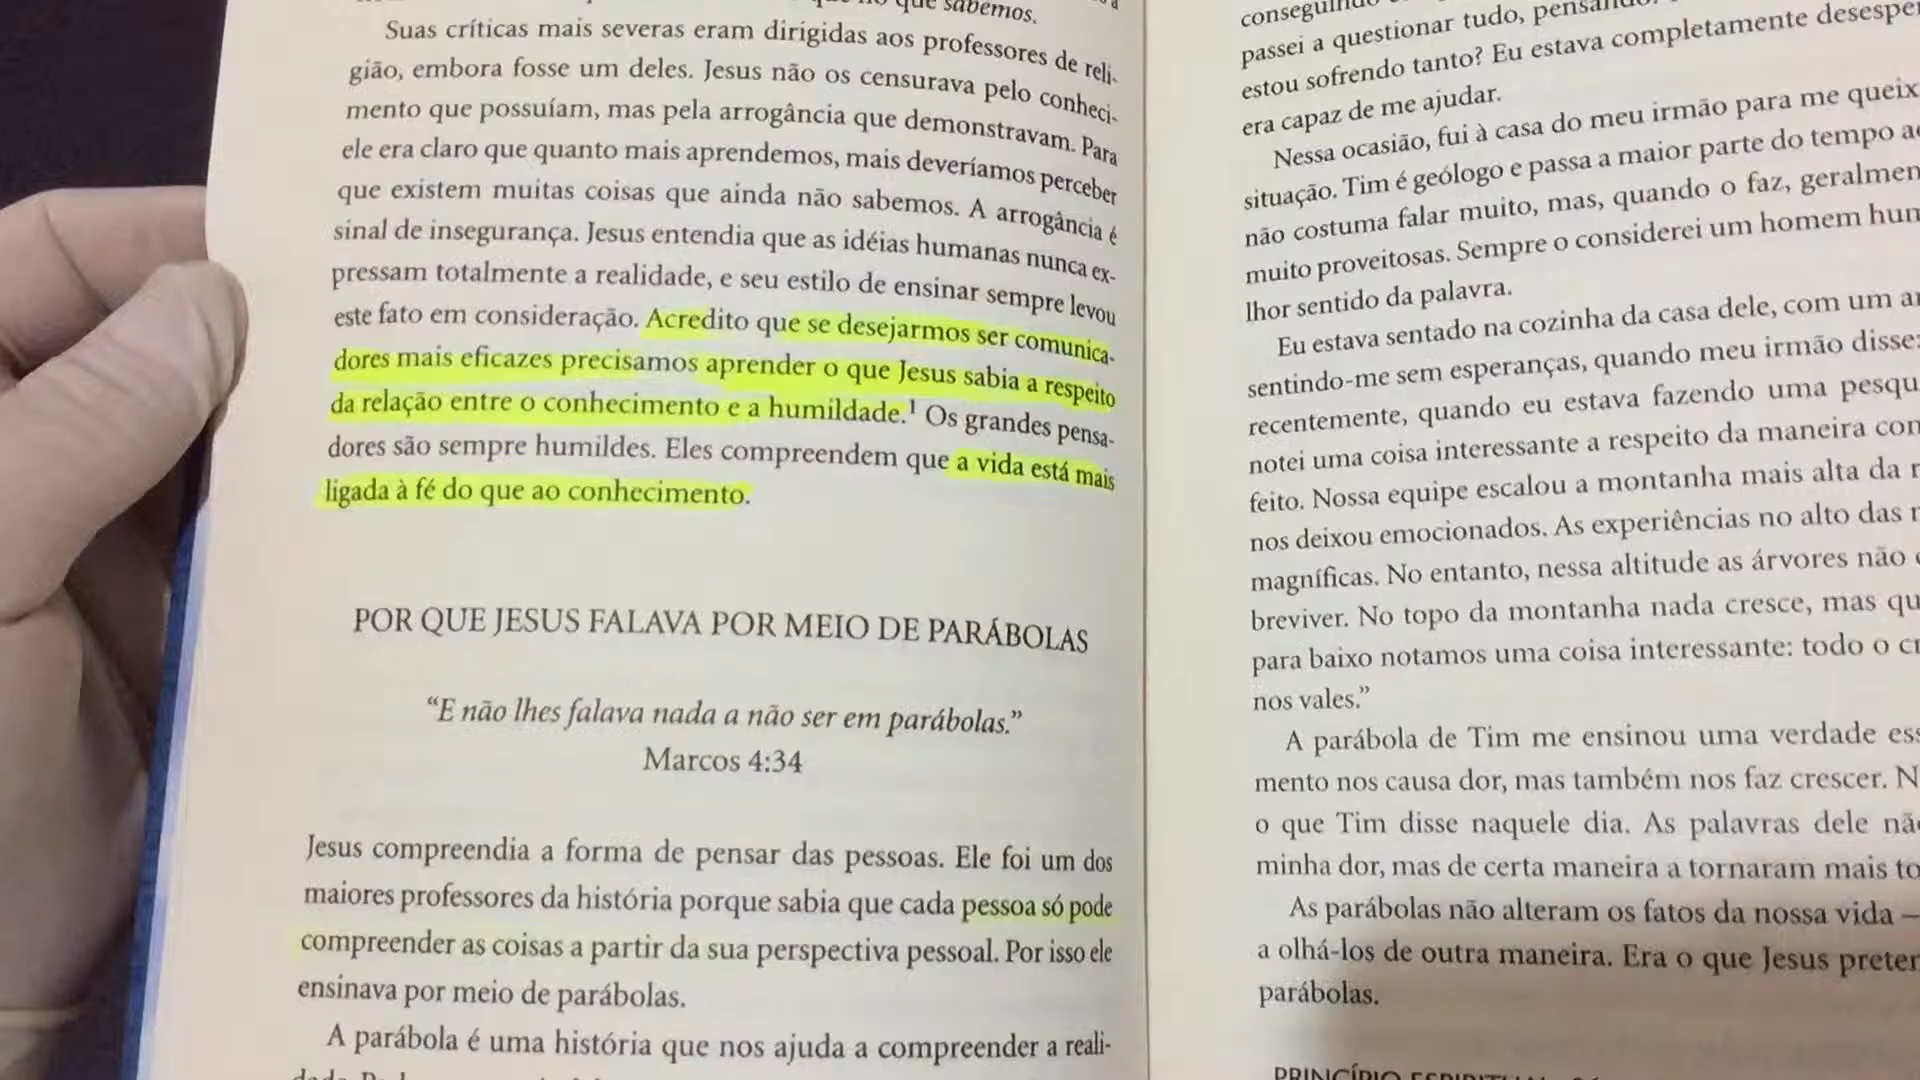 que no que sabemos.
Suas críticas mais severas eram dirigidas aos professores de reli-
gião, embora fosse um deles. Jesus não os censurava pelo conheci-
mento que possuíam, mas pela arrogância que demonstravam. Para
ele era claro que quanto mais aprendemos, mais deveríamos perceber
que existem muitas coisas que ainda não sabemos. A arrogância é
sinal de insegurança. Jesus entendia que as idéias humanas nunca ex-
pressam totalmente a realidade, e seu estilo de ensinar sempre levou
este fato em consideração. Acredito que se desejarmos ser comunica-
dores mais eficazes precisamos aprender o que Jesus sabia a respeito
da relação entre o conhecimento e a humildade.¹ Os grandes pensa-
dores são sempre humildes. Eles compreendem que a vida está mais
ligada à fé do que ao conhecimento.
POR QUE JESUS FALAVA POR MEIO DE PARÁBOLAS
“E não lhes falava nada a não ser em parábolas.”
Marcos 4:34
Jesus compreendia a forma de pensar das pessoas. Ele foi um dos
maiores professores da história porque sabia que cada pessoa só pode
compreender as coisas a partir da sua perspectiva pessoal. Por isso ele
ensinava por meio de parábolas.
A parábola é uma história que nos ajuda a compreender a reali-
passei a questionar tudo,
estou sofrendo tanto? Eu estava completamente desespe
era capaz de me ajudar.
Nessa ocasião, fui à casa do meu irmão para me queix
situação. Tim é geólogo e passa a maior parte do tempo
não costuma falar muito, mas, quando o faz, geralmen
muito proveitosas. Sempre o considerei um homem hum
lhor sentido da palavra.
Eu estava sentado na cozinha da casa dele, com um
sentindo-me sem esperanças, quando meu irmão disse:
recentemente, quando eu estava fazendo uma pesqu
notei uma coisa interessante a respeito da maneira
feito. Nossa equipe escalou a montanha mais alta da
nos deixou emocionados. As experiências no alto das
magníficas. No entanto, nessa altitude as árvores não
breviver. No topo da montanha nada cresce, mas qu
para baixo notamos uma coisa interessante: todo o
nos vales.”
A parábola de Tim me ensinou uma verdade ess
mento nos causa dor, mas também nos faz crescer. N
o que Tim disse naquele dia. As palavras dele
minha dor, mas de certa maneira a tornaram mais to
As parábolas não alteram os fatos da nossa vida —
a olhá-los de outra maneira. Era o que Jesus preten
parábolas.